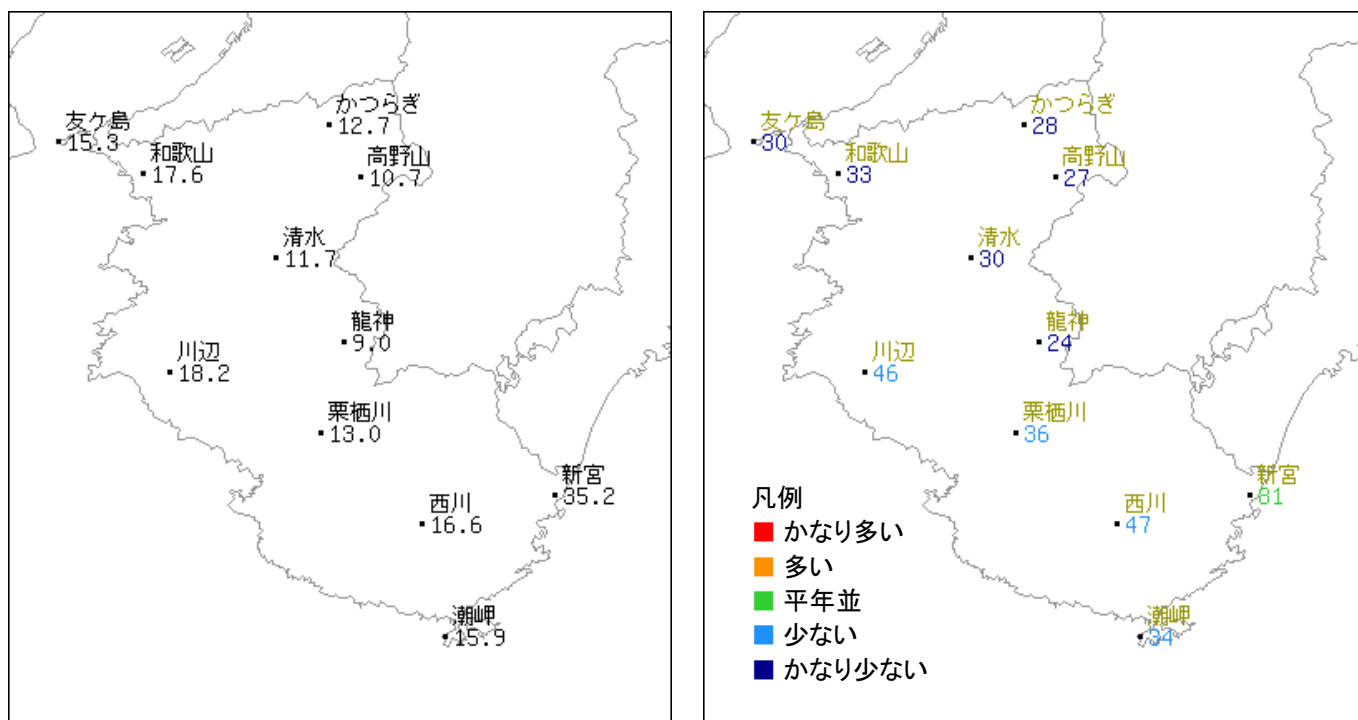 かつらぎ
12.7
友ケ島
15.3
和歌山
17.6
高野山
10.7
清水
11.7
龍神
9.0
川辺
18.2
栗栖川
13.0
新宮
35.2
西川
16.6
潮岬
15.9
かつらぎ
28
友ケ島
30
和歌山
33
高野山
27
清水
30
龍神
24
川辺
46
栗栖川
36
新宮
81
西川
47
潮岬
34
凡例
かなり多い
多い
平年並
少ない
かなり少ない